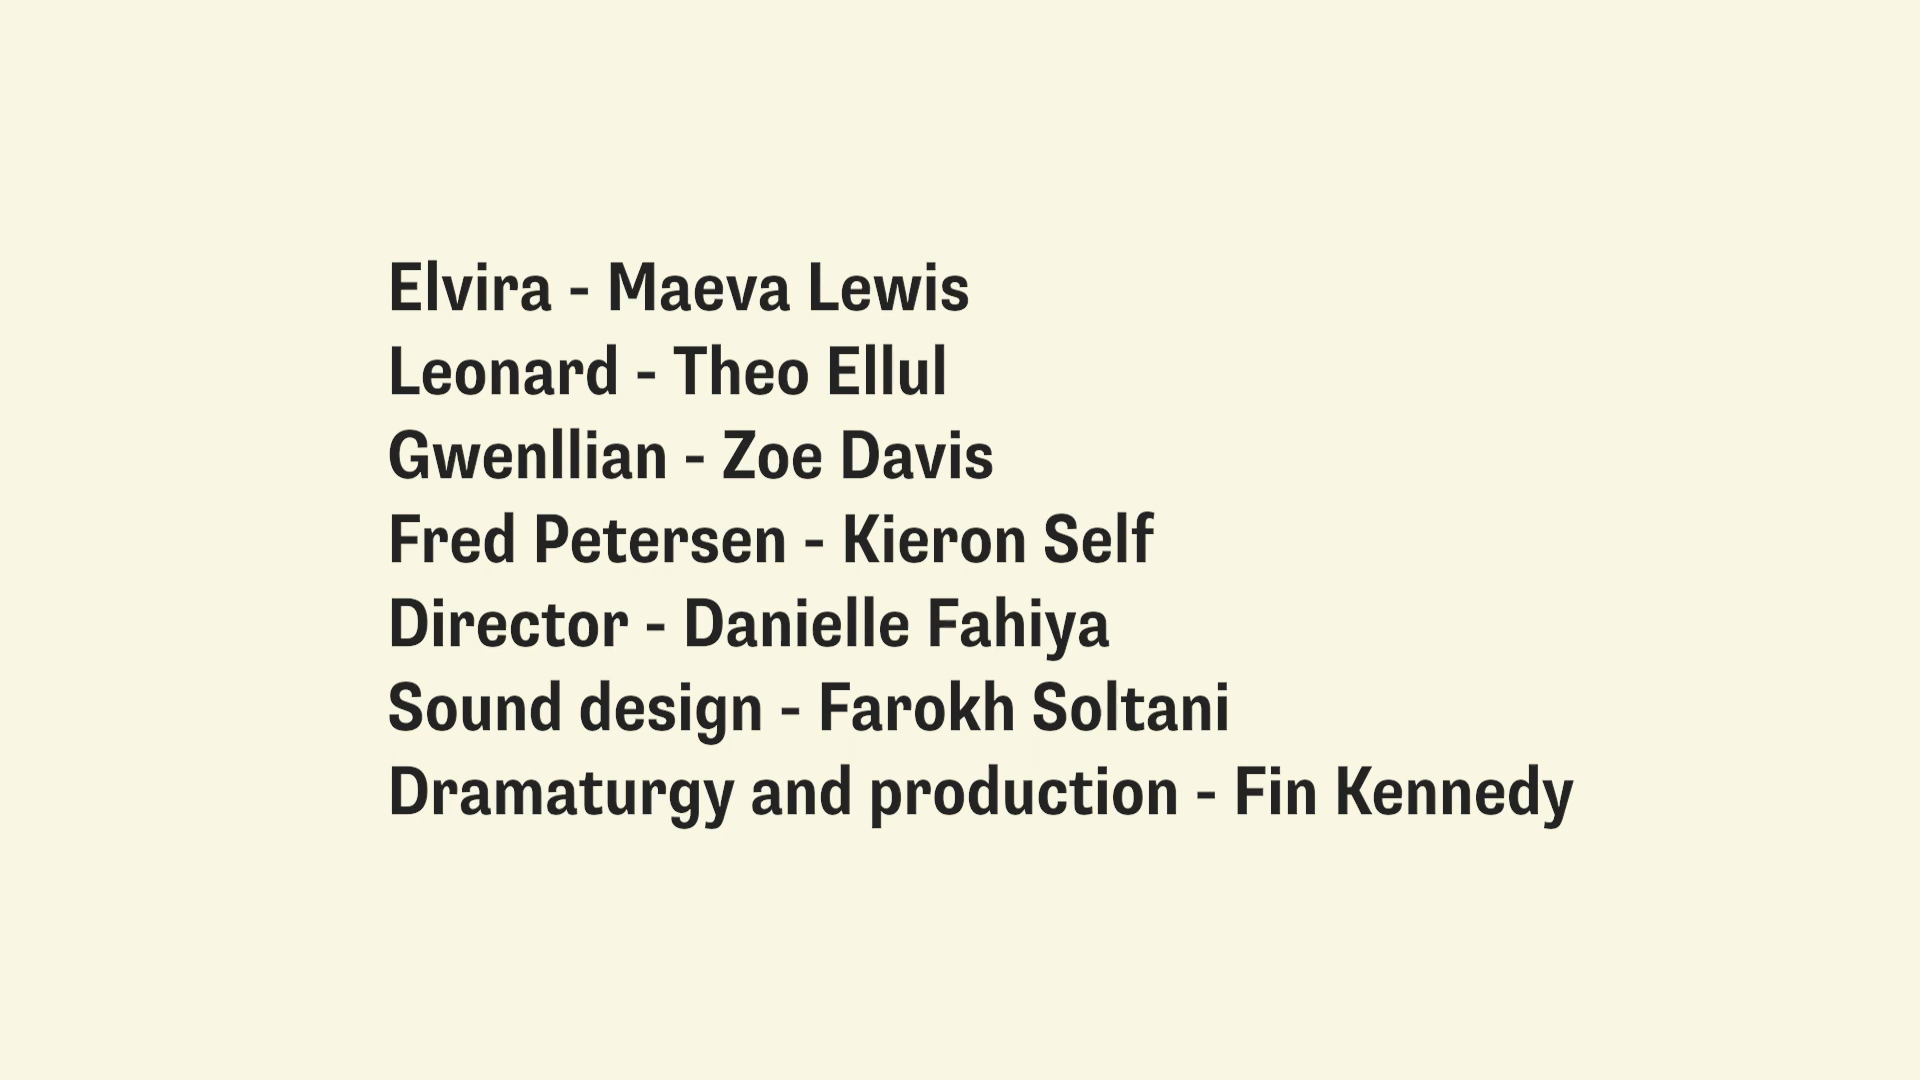 Elvira - Maeva Lewis
Leonard - Theo Ellul
Gwenllian - Zoe Davis
Fred Petersen - Kieron Self
Director - Danielle Fahiya
Sound design - Farokh Soltani
Dramaturgy and production - Fin Kennedy